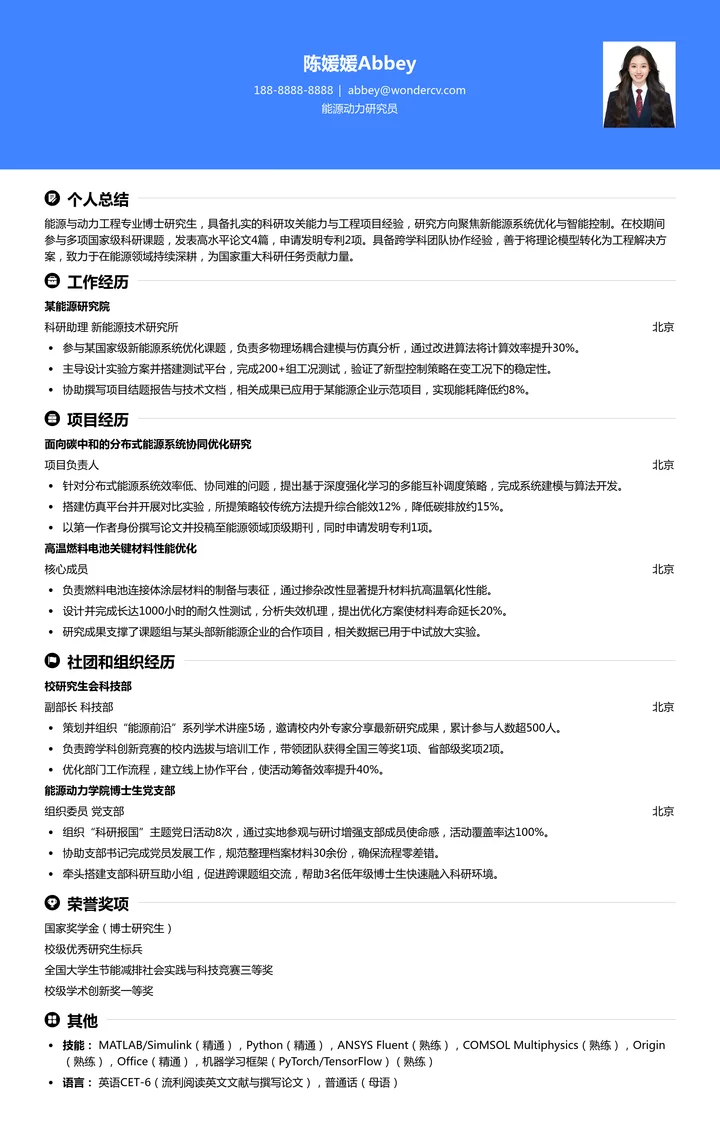 陈媛媛Abbey
188-8888-8888 | abbey@wondercv.com
能源动力研究员
个人总结
能源与动力工程专业博士研究生，具备扎实的科研攻关能力与工程项目经验，研究方向聚焦新能源系统优化与智能控制。在校期间
参与多项国家级科研课题，发表高水平论文4篇，申请发明专利2项。具备跨学科团队协作经验，善于将理论模型转化为工程解决方
案，致力于在能源领域持续深耕，为国家重大科研任务贡献力量。
工作经历
某能源研究院
科研助理 新能源技术研究所 北京
• 参与某国家级新能源系统优化课题，负责多物理场耦合建模与仿真分析，通过改进算法将计算效率提升30%。
• 主导设计实验方案并搭建测试平台，完成200+组工况测试，验证了新型控制策略在变工况下的稳定性。
• 协助撰写项目结题报告与技术文档，相关成果已应用于某能源企业示范项目，实现能耗降低约8%。
项目经历
面向碳中和的分布式能源系统协同优化研究
项目负责人 北京
• 针对分布式能源系统效率低、协同难的问题，提出基于深度强化学习的多能互补调度策略，完成系统建模与算法开发。
• 搭建仿真平台并开展对比实验，所提策略较传统方法提升综合能效12%，降低碳排放约15%。
• 以第一作者身份撰写论文并投稿至能源领域顶级期刊，同时申请发明专利1项。
高温燃料电池关键材料性能优化
核心成员 北京
• 负责燃料电池连接体涂层材料的制备与表征，通过掺杂改性显著提升材料抗高温氧化性能。
• 设计并完成长达1000小时的耐久性测试，分析失效机理，提出优化方案使材料寿命延长20%。
• 研究成果支撑了课题组与某头部新能源企业的合作项目，相关数据已用于中试放大实验。
社团和组织经历
校研究生会科技部
副部长 科技部 北京
• 策划并组织“能源前沿”系列学术讲座5场，邀请校内外专家分享最新研究成果，累计参与人数超500人。
• 负责跨学科创新竞赛的校内选拔与培训工作，带领团队获得全国三等奖1项、省部级奖项2项。
• 优化部门工作流程，建立线上协作平台，使活动筹备效率提升40%。
能源动力学院博士生党支部
组织委员 党支部 北京
• 组织“科研报国”主题党日活动8次，通过实地参观与研讨增强支部成员使命感，活动覆盖率达100%。
• 协助支部书记完成党员发展工作，规范整理档案材料30余份，确保流程零差错。
• 牵头搭建支部科研互助小组，促进跨课题组交流，帮助3名低年级博士生快速融入科研环境。
荣誉奖项
国家奖学金（博士研究生）
校级优秀研究生标兵
全国大学生节能减排社会实践与科技竞赛三等奖
校级学术创新奖一等奖
其他
• 技能： MATLAB/Simulink（精通），Python（精通），ANSYS Fluent（熟练），COMSOL Multiphysics（熟练），Origin
（熟练），Office（精通），机器学习框架（PyTorch/TensorFlow）（熟练）
• 语言： 英语CET-6（流利阅读英文文献与撰写论文），普通话（母语）